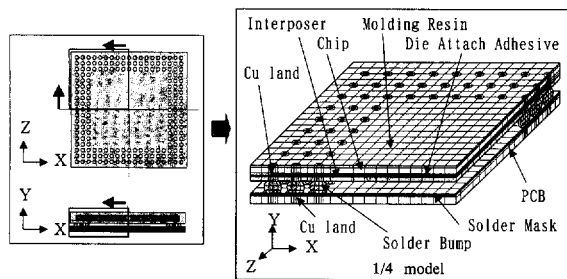 Interposer
Molding Resin
Chip
Die Attach Adhesive
Cu land
Z
X
Y
X
Y
X
Z
Cu land
Solder Bump
1/4 model
Solder Mask
PCB